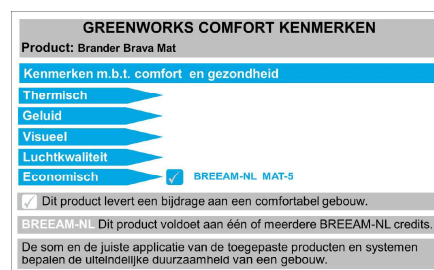 GREENWORKS COMFORT KENMERKEN
Product: Brander Brava Mat
Kenmerken m.b.t. comfort en gezondheid
Thermisch
Geluid
Visueel
Luchtkwaliteit
Economisch BREEAM-NL MAT-5
Dit product levert een bijdrage aan een comfortabel gebouw.
BREEAM-NL Dit product voldoet aan één of meerdere BREEAM-NL credits.
De som en de juiste applicatie van de toegepaste producten en systemen
bepalen de uiteindelijke duurzaamheid van een gebouw.